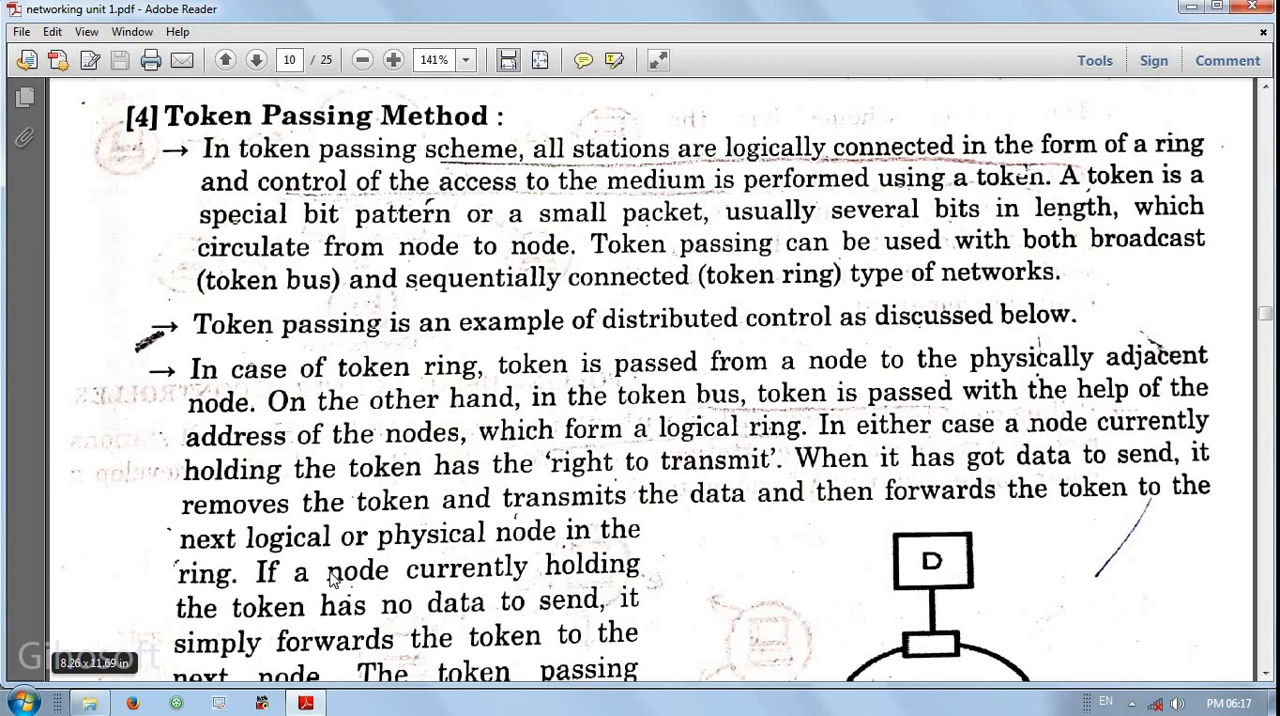 networking unit 1.pdf - Adobe Reader
File Edit View Window Help
10 / 25 141% Tools Sign Comment
[4] Token Passing Method :
→ In token passing scheme, all stations are logically connected in the form of a ring
and control of the access to the medium is performed using a token. A token is a
special bit pattern or a small packet, usually several bits in length, which
circulate from node to node. Token passing can be used with both broadcast
(token bus) and sequentially connected (token ring) type of networks.
→ Token passing is an example of distributed control as discussed below.
→ In case of token ring, token is passed from a node to the physically adjacent
node. On the other hand, in the token bus, token is passed with the help of the
address of the nodes, which form a logical ring. In either case a node currently
holding the token has the ‘right to transmit’. When it has got data to send, it
removes the token and transmits the data and then forwards the token to the
next logical or physical node in the
ring. If a node currently holding
the token has no data to send, it
simply forwards the token to the
next node. The token passing
D
8.26 x 11.69 in
EN PM 06:17